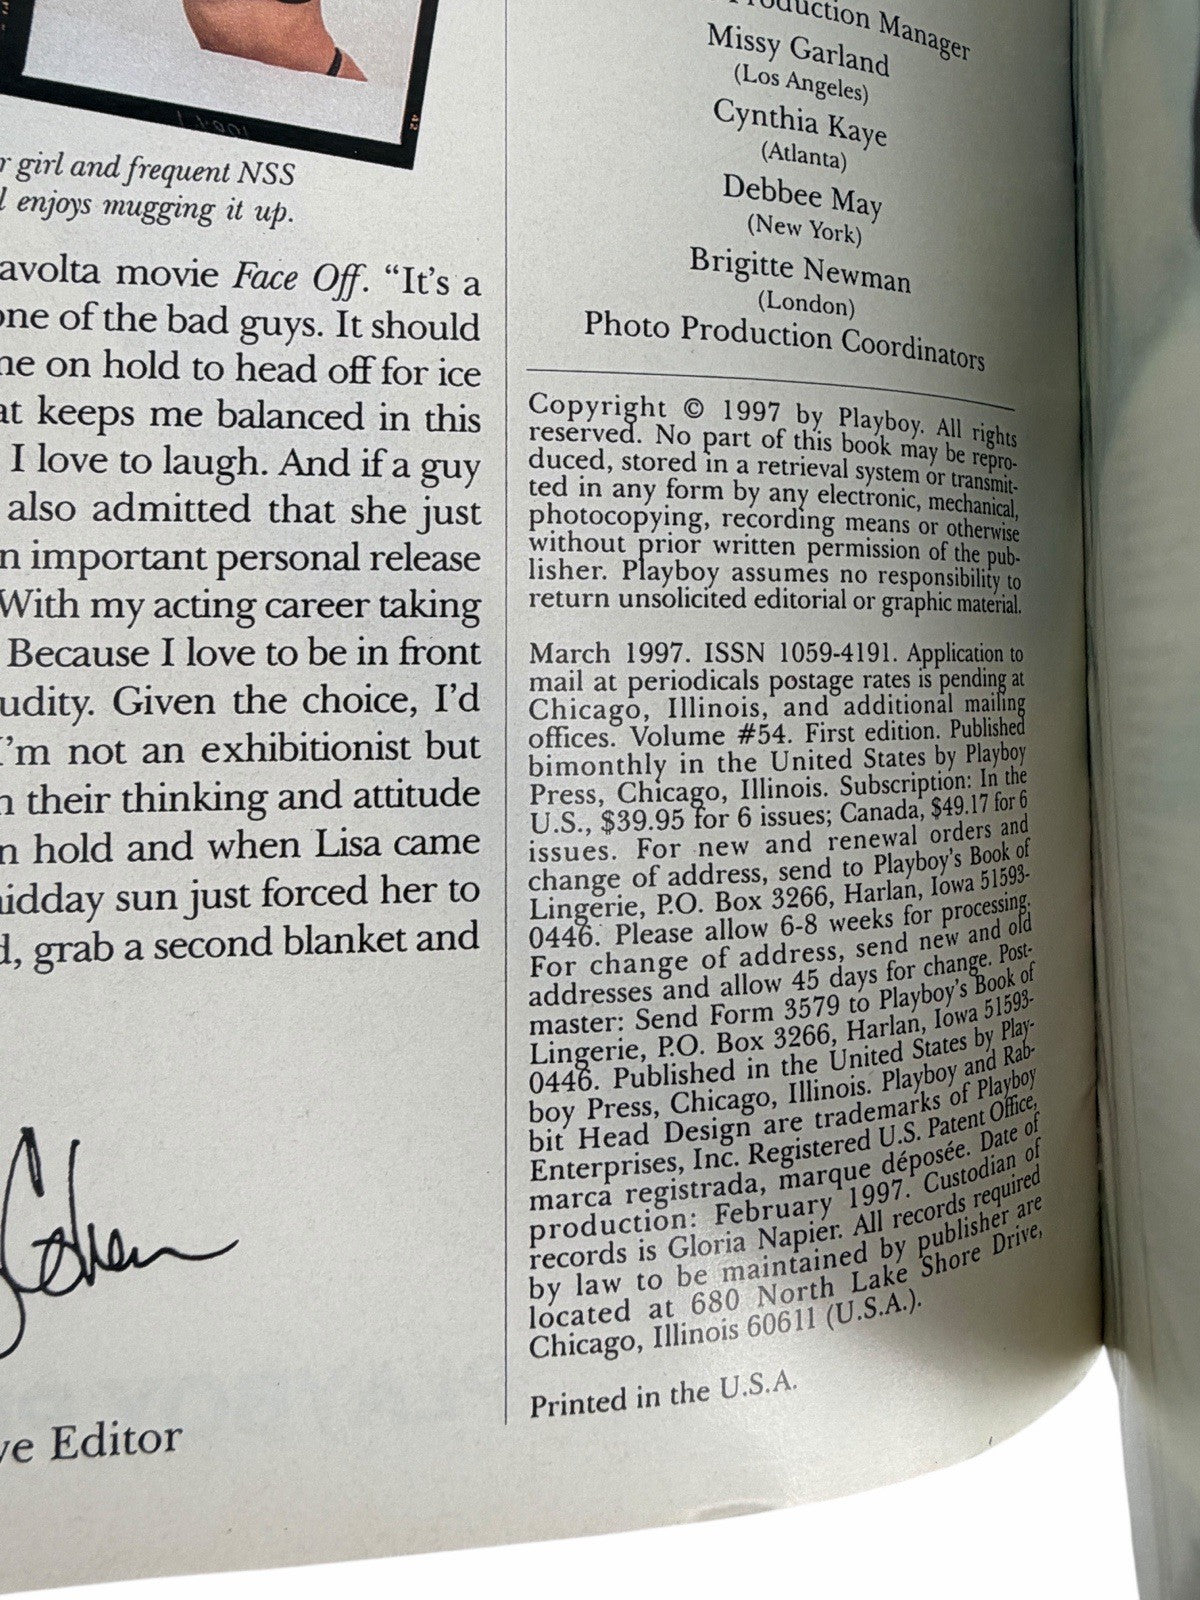 42
girl and frequent NSS
enjoys mugging it up.
avolta movie Face Off. “It’s a
one of the bad guys. It should
me on hold to head off for ice
at keeps me balanced in this
I love to laugh. And if a guy
also admitted that she just
n important personal release
With my acting career taking
Because I love to be in front
udity. Given the choice, I’d
I’m not an exhibitionist but
their thinking and attitude
n hold and when Lisa came
midday sun just forced her to
d, grab a second blanket and
Cohen
ve Editor
Production Manager
Missy Garland
(Los Angeles)
Cynthia Kaye
(Atlanta)
Debbee May
(New York)
Brigitte Newman
(London)
Photo Production Coordinators
Copyright © 1997 by Playboy. All rights
reserved. No part of this book may be repro-
duced, stored in a retrieval system or transmit-
ted in any form by any electronic, mechanical,
photocopying, recording means or otherwise
without prior written permission of the pub-
lisher. Playboy assumes no responsibility to
return unsolicited editorial or graphic material.
March 1997. ISSN 1059-4191. Application to
mail at periodicals postage rates is pending at
Chicago, Illinois, and additional mailing
offices. Volume #54. First edition. Published
bimonthly in the United States by Playboy
Press, Chicago, Illinois. Subscription: In the
U.S., $39.95 for 6 issues; Canada, $49.17 for 6
issues. For new and renewal orders and
change of address, send to Playboy’s Book of
Lingerie, P.O. Box 3266, Harlan, Iowa 51593-
0446. Please allow 6-8 weeks for processing.
For change of address, send new and old
addresses and allow 45 days for change. Post-
master: Send Form 3579 to Playboy’s Book of
Lingerie, P.O. Box 3266, Harlan, Iowa 51593-
0446. Published in the United States by Play-
boy Press, Chicago, Illinois. Playboy and Rab-
bit Head Design are trademarks of Playboy
Enterprises, Inc. Registered U.S. Patent Office,
marca registrada, marque déposée. Date of
production: February 1997. Custodian of
records is Gloria Napier. All records required
by law to be maintained by publisher are
located at 680 North Lake Shore Drive,
Chicago, Illinois 60611 (U.S.A.).
Printed in the U.S.A.